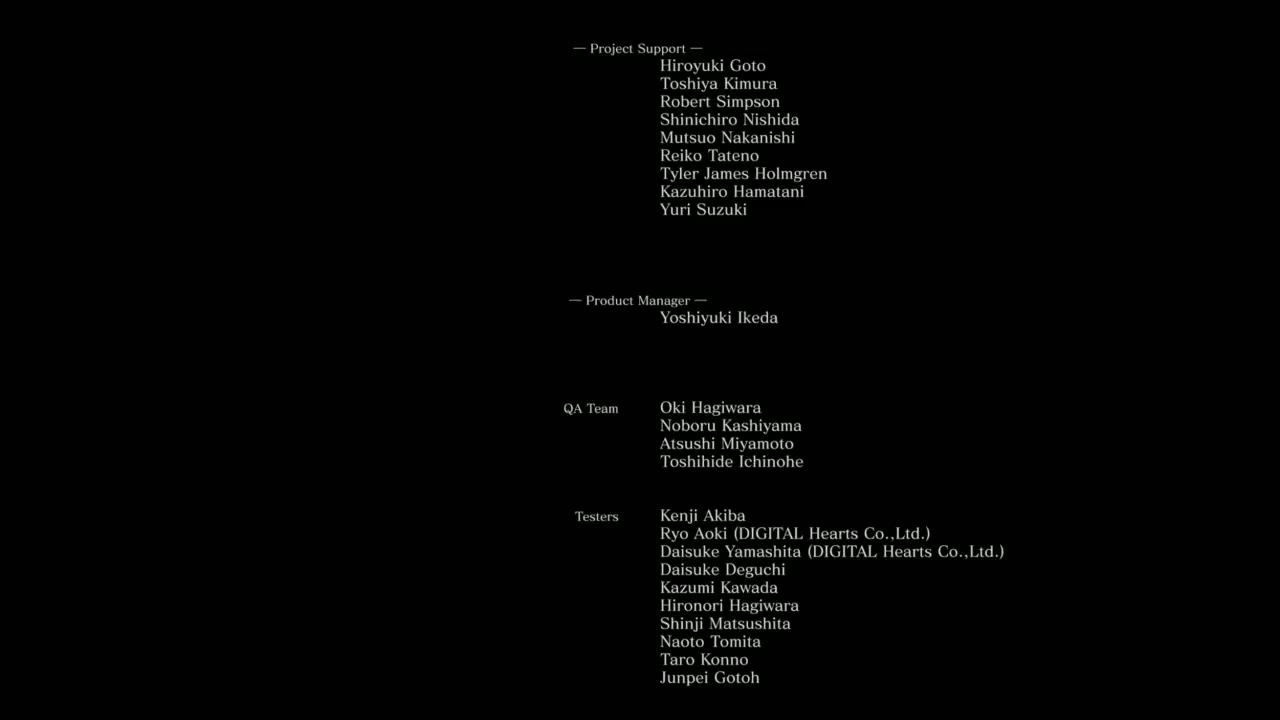 — Project Support —
Hiroyuki Goto
Toshiya Kimura
Robert Simpson
Shinichiro Nishida
Mutsuo Nakanishi
Reiko Tateno
Tyler James Holmgren
Kazuhiro Hamatani
Yuri Suzuki
— Product Manager —
Yoshiyuki Ikeda
QA Team Oki Hagiwara
Noboru Kashiyama
Atsushi Miyamoto
Toshihide Ichinohe
Testers Kenji Akiba
Ryo Aoki (DIGITAL Hearts Co.,Ltd.)
Daisuke Yamashita (DIGITAL Hearts Co.,Ltd.)
Daisuke Deguchi
Kazumi Kawada
Hironori Hagiwara
Shinji Matsushita
Naoto Tomita
Taro Konno
Junpei Gotoh